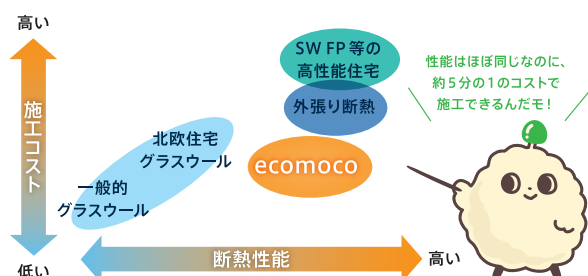 高い
施工コスト
低い
SW FP 等の
高性能住宅
外張り断熱
北欧住宅
グラスウール
ecomoco
一般的
グラスウール
断熱性能
高い
性能はほぼ同じなのに、
約5分の1のコストで
施工できるんだモ!